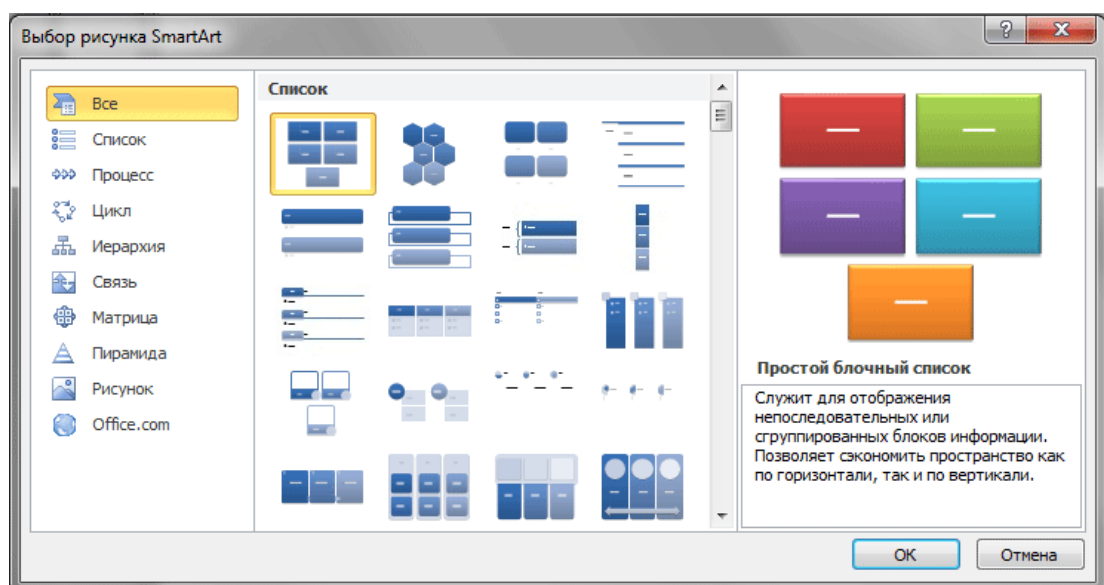 Выбор рисунка SmartArt
Все
Список
Процесс
Цикл
Иерархия
Связь
Матрица
Пирамида
Рисунок
Office.com
Список
Простой блочный список
Служит для отображения
непоследовательных или
сгруппированных блоков информации.
Позволяет сэкономить пространство как
по горизонтали, так и по вертикали.
ОК
Отмена